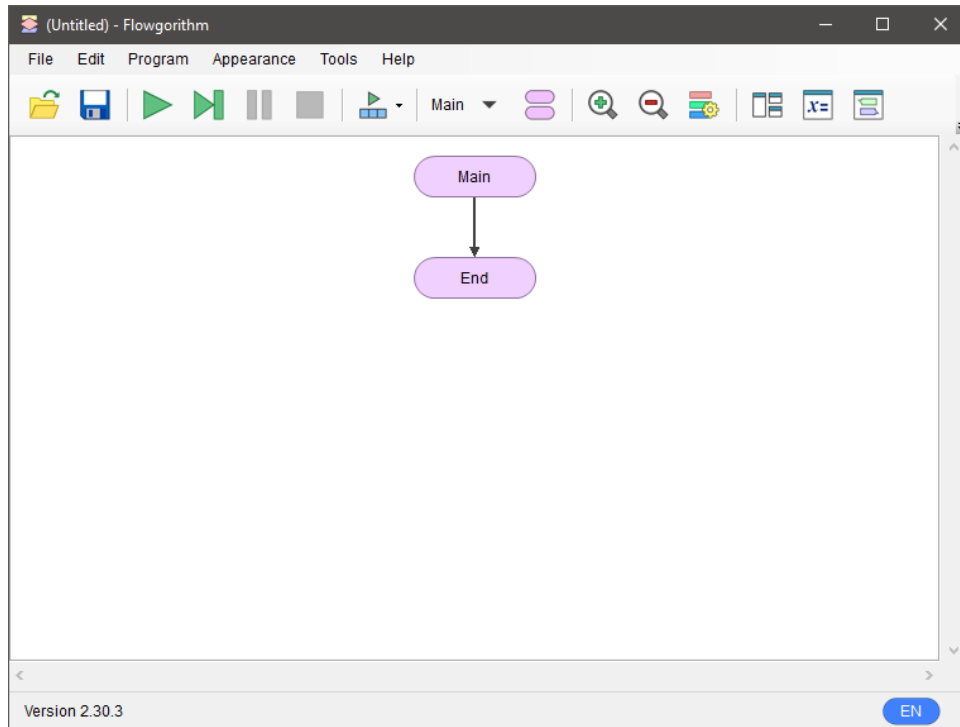 (Untitled) - Flowgorithm
File Edit Program Appearance Tools Help
Main
x=
Main
End
Version 2.30.3
EN